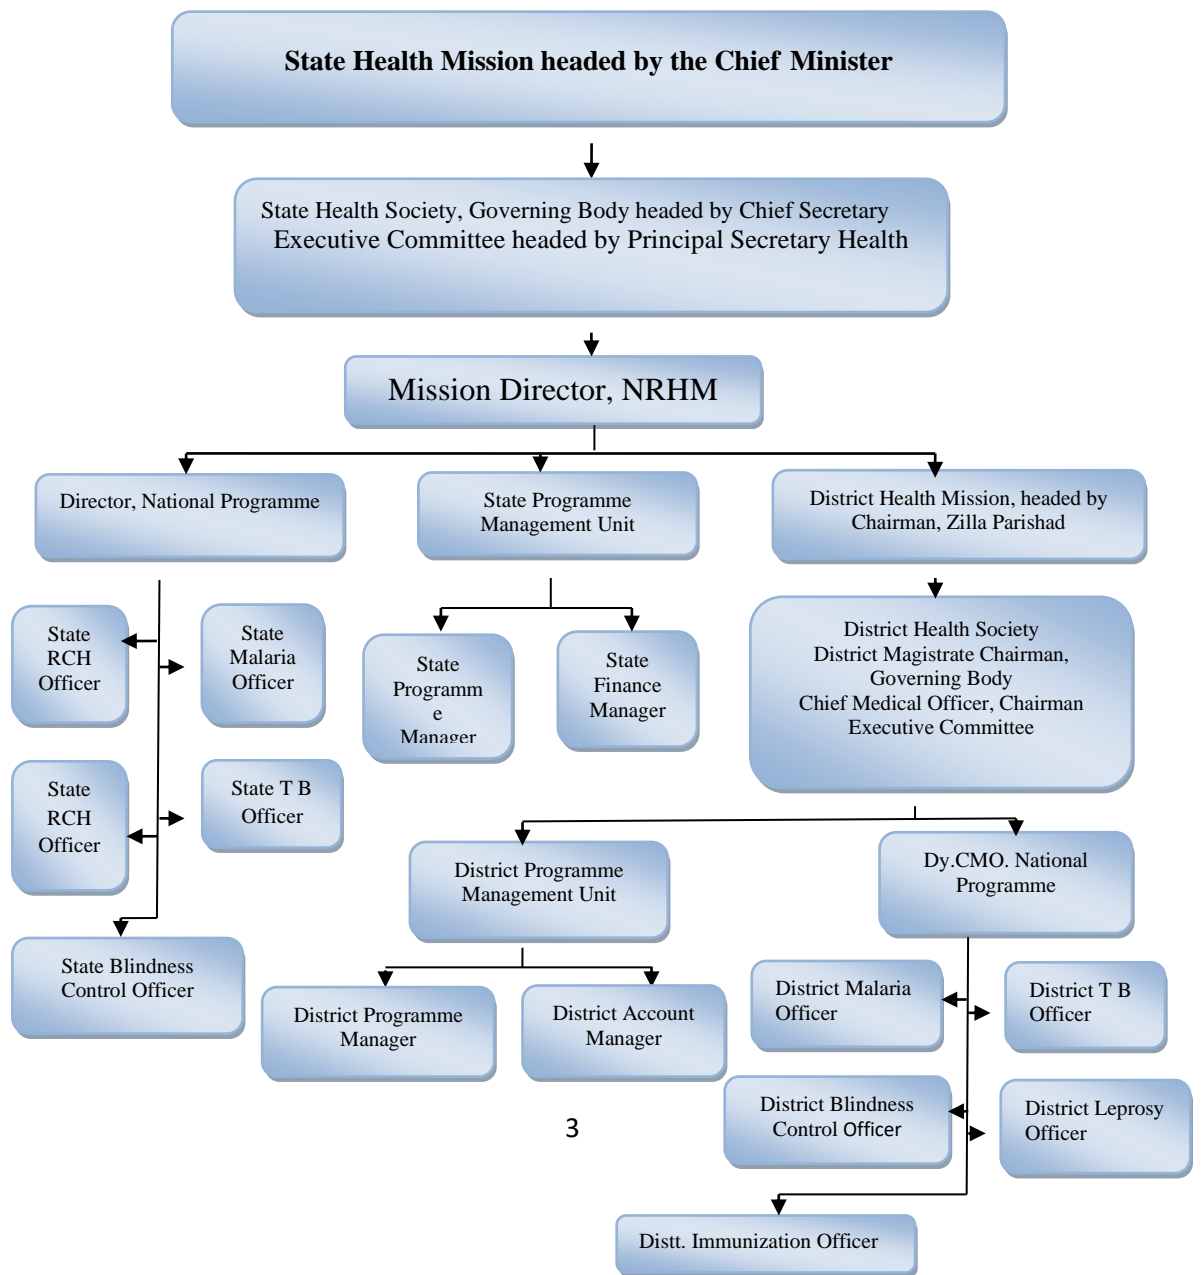 State Health Mission headed by the Chief Minister
State Health Society, Governing Body headed by Chief Secretary
Executive Committee headed by Principal Secretary Health
Mission Director, NRHM
Director, National Programme
State Programme
Management Unit
District Health Mission, headed by
Chairman, Zilla Parishad
State
RCH
Officer
State
Malaria
Officer
State
Programm
e
Manager
State
Finance
Manager
District Health Society
District Magistrate Chairman,
Governing Body
Chief Medical Officer, Chairman
Executive Committee
State
RCH
Officer
State T B
Officer
District Programme
Management Unit
Dy.CMO. National
Programme
State Blindness
Control Officer
District Programme
Manager
District Account
Manager
District Malaria
Officer
District T B
Officer
District Blindness
Control Officer
District Leprosy
Officer
3
Distt. Immunization Officer